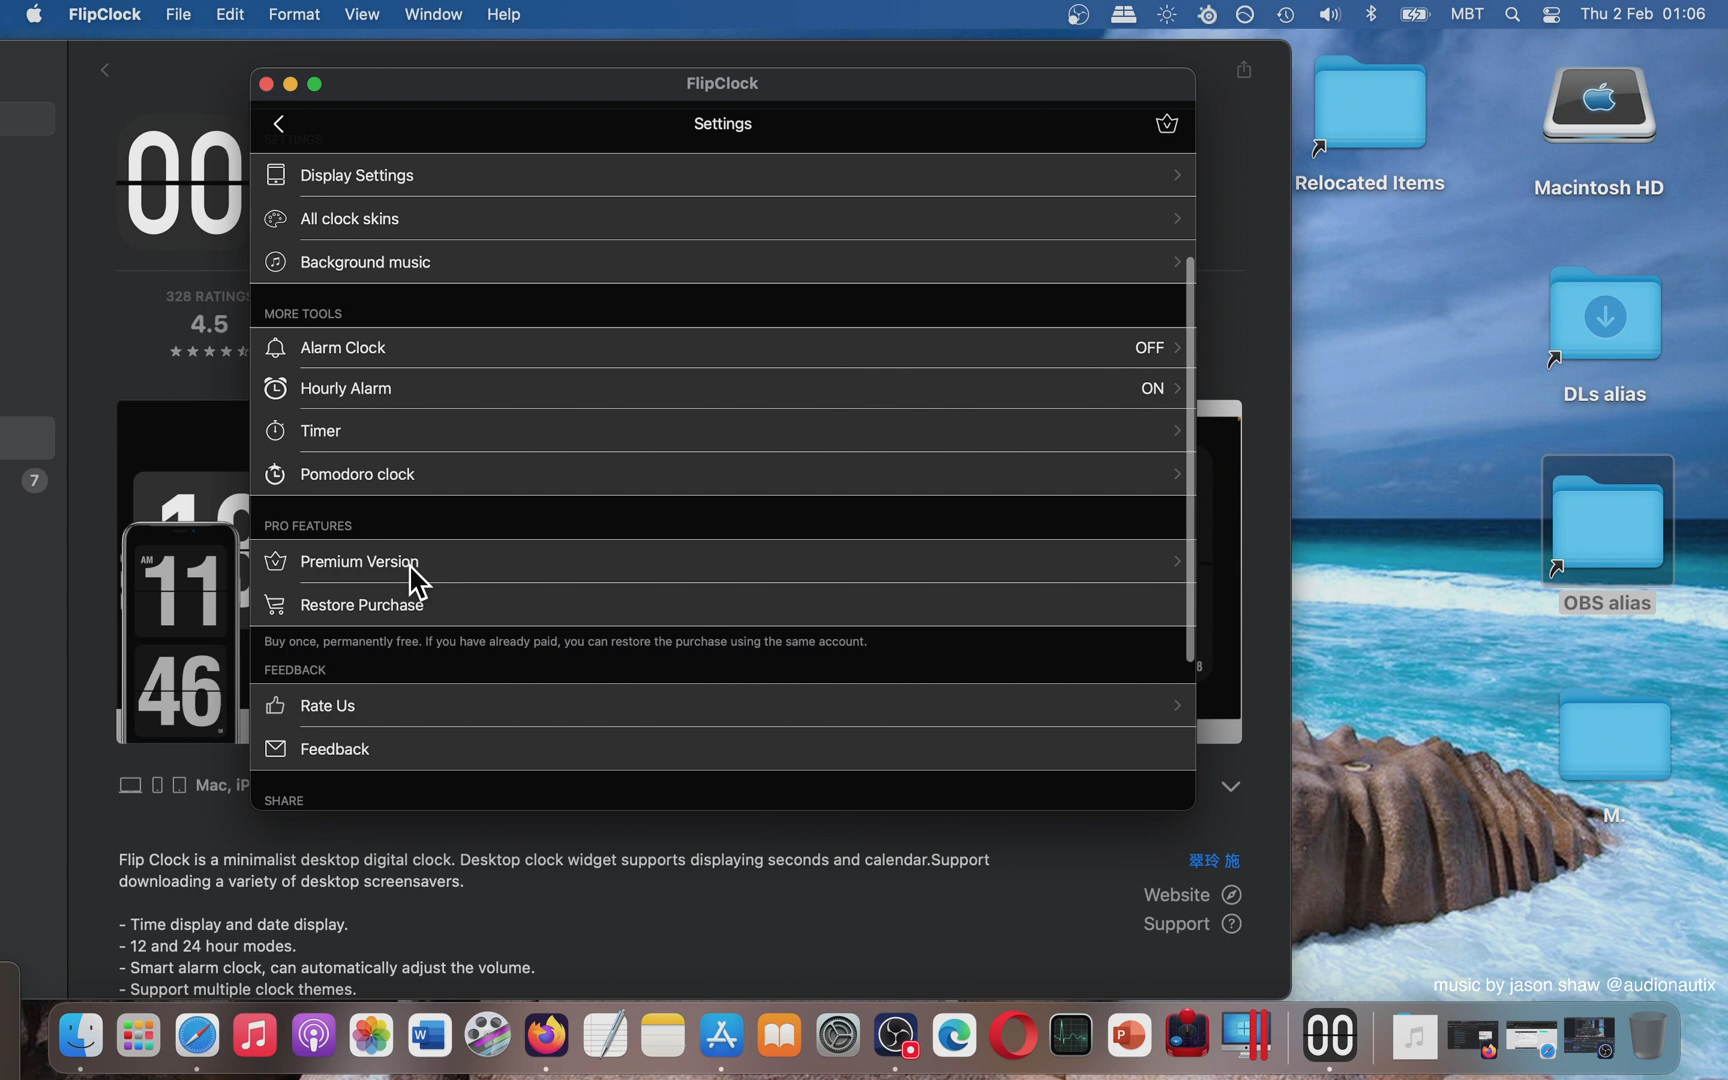 FlipClock File Edit Format View Window Help MBT Thu 2 Feb 01:06
FlipClock
Settings
SETTINGS
Display Settings
All clock skins
Background music
MORE TOOLS
Alarm Clock OFF
Hourly Alarm ON
Timer
Pomodoro clock
PRO FEATURES
Premium Version
Restore Purchase
Buy once, permanently free. If you have already paid, you can restore the purchase using the same account.
FEEDBACK
Rate Us
Feedback
SHARE
00
328 RATINGS
4.5
7
AM
11
46
8
Mac, iP
Flip Clock is a minimalist desktop digital clock. Desktop clock widget supports displaying seconds and calendar.Support
downloading a variety of desktop screensavers.
- Time display and date display.
- 12 and 24 hour modes.
- Smart alarm clock, can automatically adjust the volume.
- Support multiple clock themes.
翠玲 施
Website
Support
Relocated Items
Macintosh HD
DLs alias
OBS alias
M.
music by jason shaw @audionautix
00